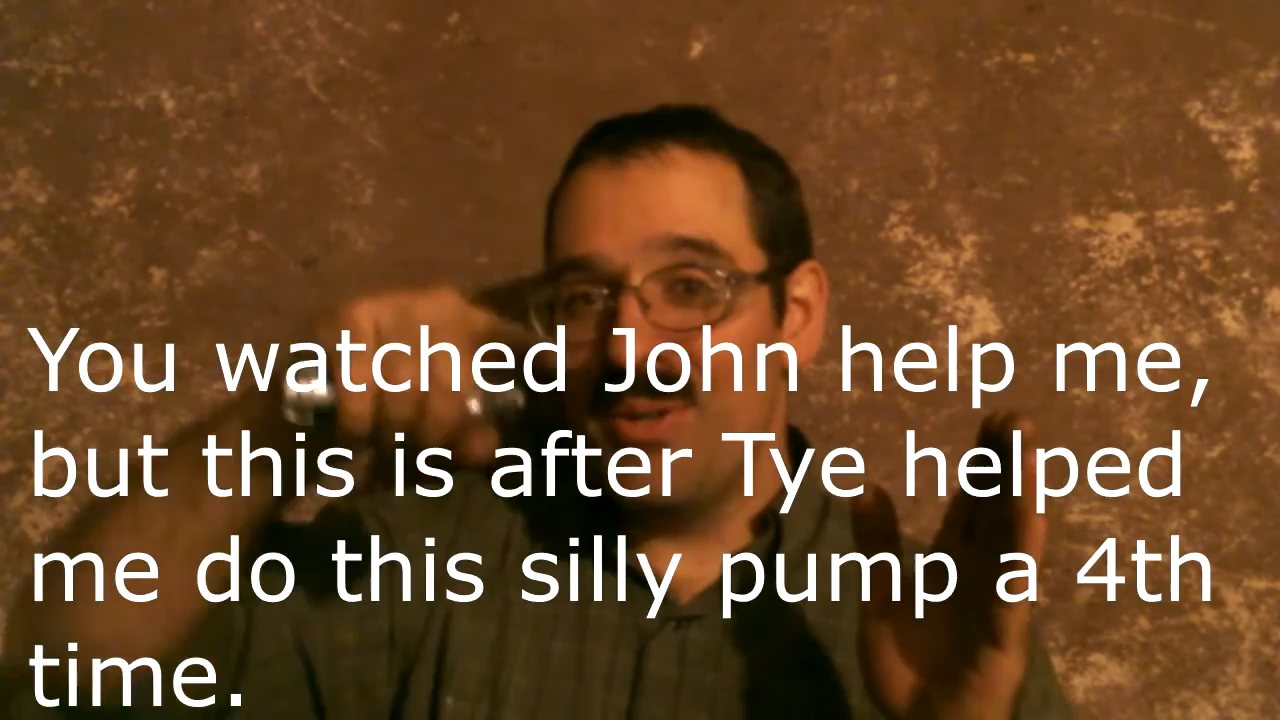 You watched John help me,
but this is after Tye helped
me do this silly pump a 4th
time.